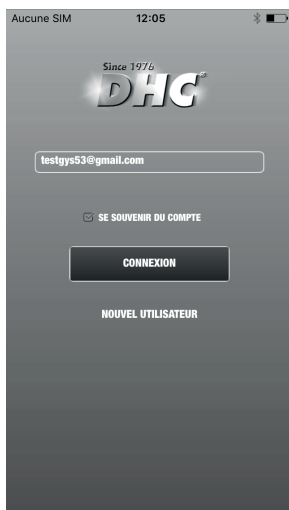 Aucune SIM 12:05
Since 1976
DHC®
testgys53@gmail.com
SE SOUVENIR DU COMPTE
CONNEXION
NOUVEL UTILISATEUR